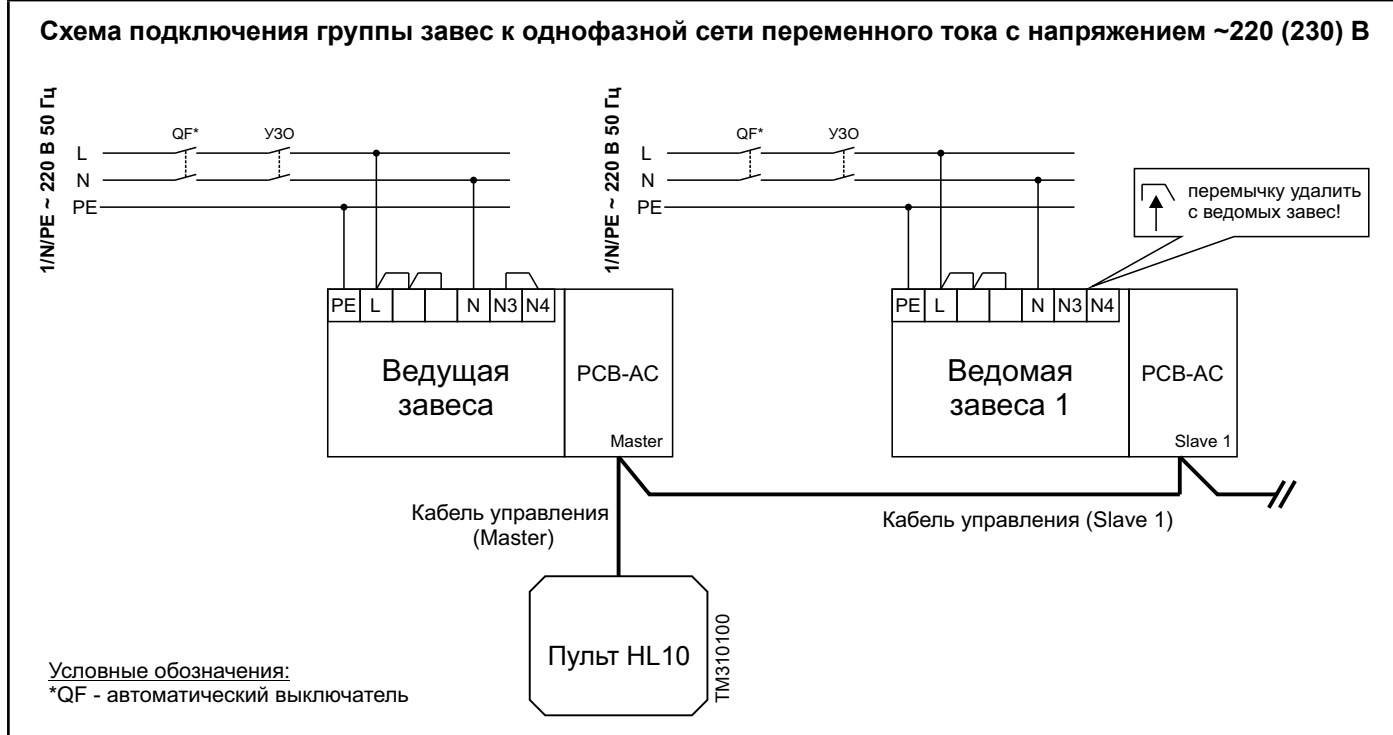 Схема подключения группы завес к однофазной сети переменного тока с напряжением ~220 (230) В
1/N/PE ~ 220 В 50 Гц
QF*
УЗО
L
N
PE
1/N/PE ~ 220 В 50 Гц
QF*
УЗО
L
N
PE
перемычку удалить
с ведомых завес!
PE
L
N
N3
N4
Ведущая
завеса
PCB-AC
Master
PE
L
N
N3
N4
Ведомая
завеса 1
PCB-AC
Slave 1
Кабель управления
(Master)
Кабель управления (Slave 1)
Пульт HL10
TM310100
Условные обозначения:
*QF - автоматический выключатель